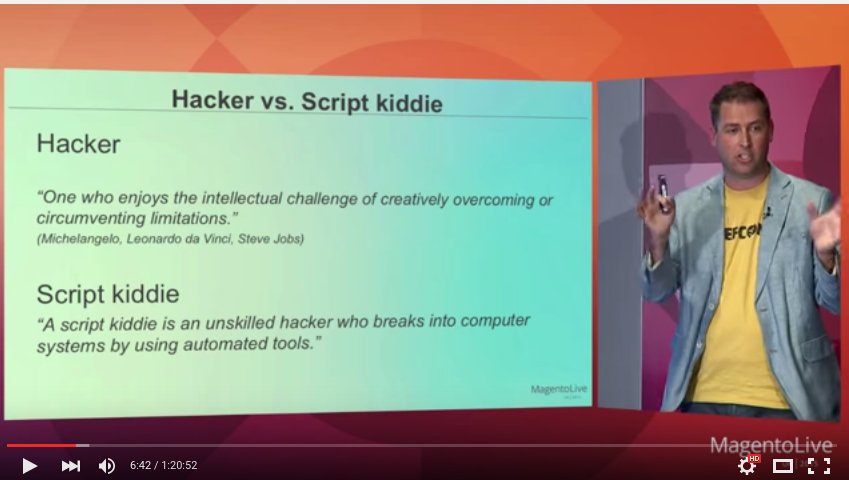 Hacker vs. Script kiddie
Hacker
“One who enjoys the intellectual challenge of creatively overcoming or
circumventing limitations.”
(Michelangelo, Leonardo da Vinci, Steve Jobs)
Script kiddie
“A script kiddie is an unskilled hacker who breaks into computer
systems by using automated tools.”
MagentoLive
EFCON
MagentoLive
6:42 / 1:20:52
HD